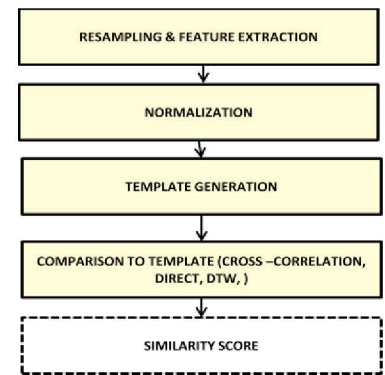 RESAMPLING & FEATURE EXTRACTION
NORMALIZATION
TEMPLATE GENERATION
COMPARISON TO TEMPLATE (CROSS –CORRELATION,
DIRECT, DTW, )
SIMILARITY SCORE